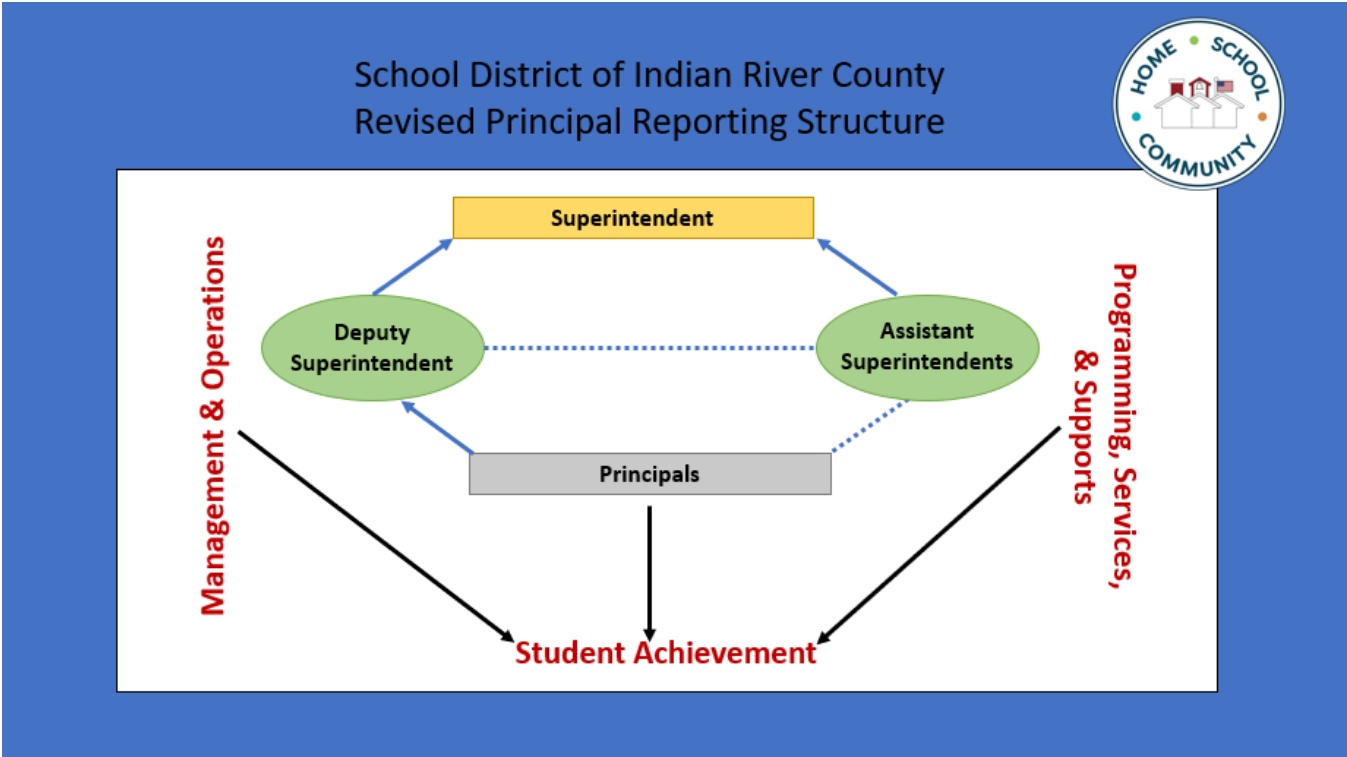 School District of Indian River County
Revised Principal Reporting Structure
HOME SCHOOL
COMMUNITY
Superintendent
Management & Operations
Deputy
Superintendent
Assistant
Superintendents
Programming, Services,
& Supports
Principals
Student Achievement